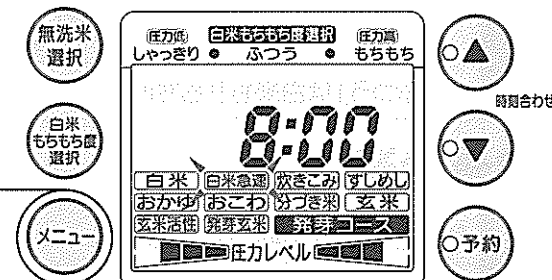 無洗米
選択
白米
もちもち度
選択
メニュー
圧力低 白米もちもち度選択 圧力高
しゃっきり ● ふつう ● もちもち
8:00
白米 白米急速 炊きこみ すしめし
おかゆ おこわ 分づき米 玄米
玄米活性 発芽玄米 発芽コース
圧力レベル
▲
時刻合わせ
▼
予約